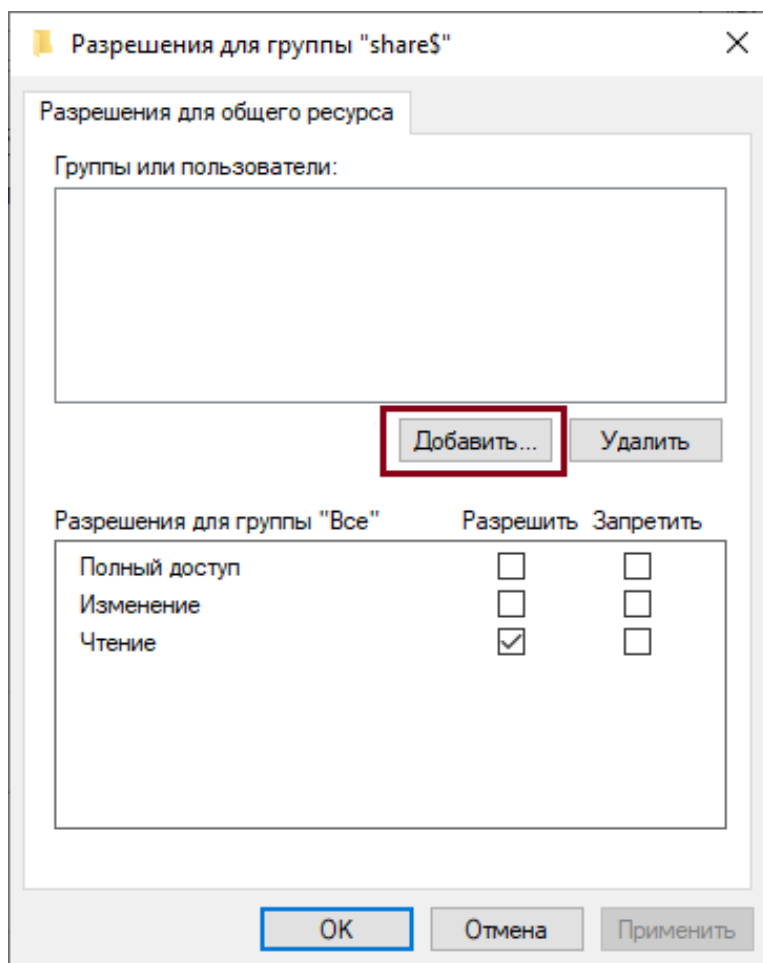 Разрешения для группы "share$"
Разрешения для общего ресурса
Группы или пользователи:
Добавить... Удалить
Разрешения для группы "Все" Разрешить Запретить
Полный доступ
Изменение
Чтение
ОК Отмена Применить